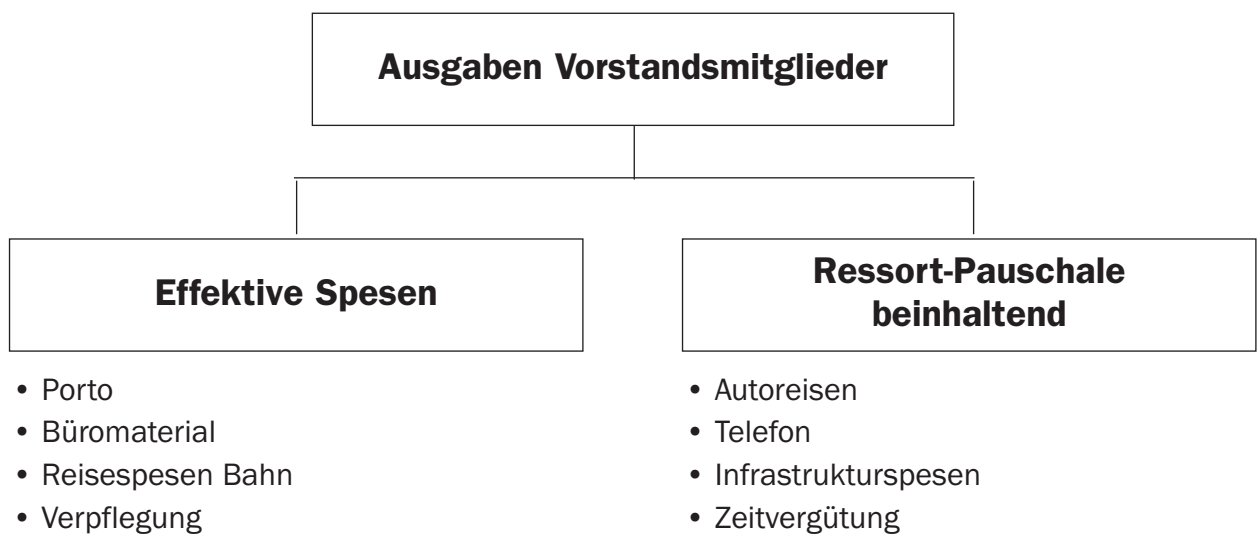 Ausgaben Vorstandsmitglieder
Effektive Spesen
• Porto
• Büromaterial
• Reisespesen Bahn
• Verpflegung
Ressort-Pauschale
beinhaltend
• Autoreisen
• Telefon
• Infrastrukturspesen
• Zeitvergütung